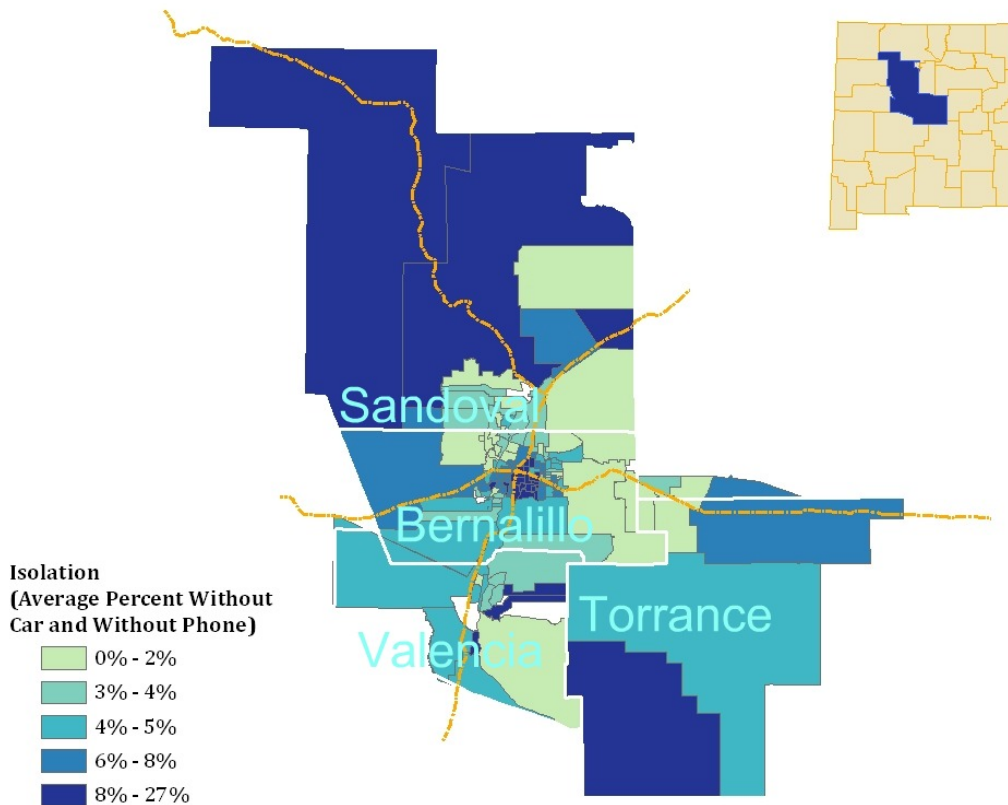 Sandoval
Bernalillo
Torrance
Valencia
Isolation
(Average Percent Without
Car and Without Phone)
0% - 2%
3% - 4%
4% - 5%
6% - 8%
8% - 27%